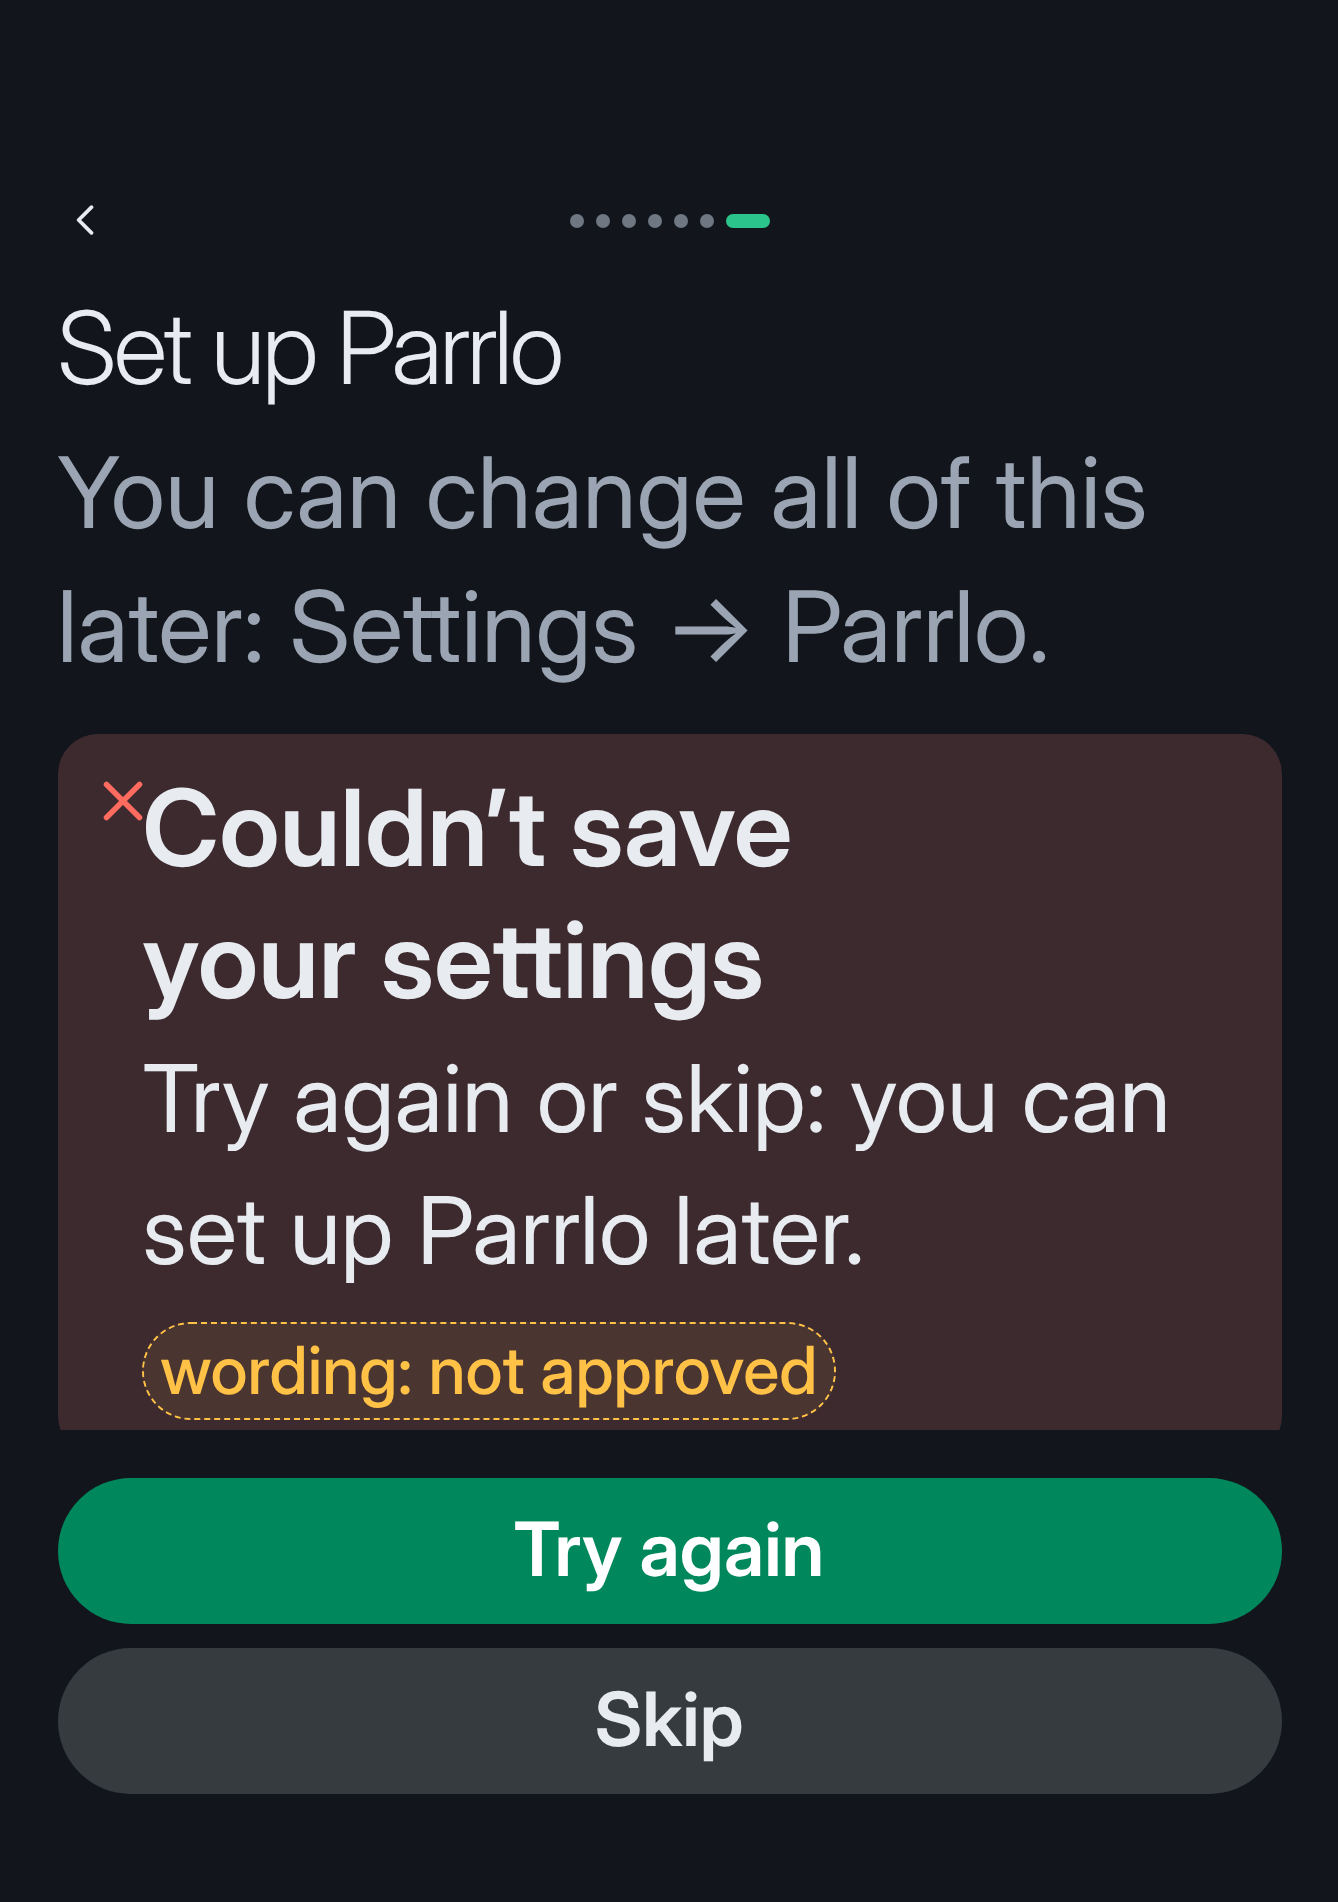 Set up Parrlo
You can change all of this
later: Settings → Parrlo.
Couldn’t save
your settings
Try again or skip: you can
set up Parrlo later.
wording: not approved
Try again
Skip